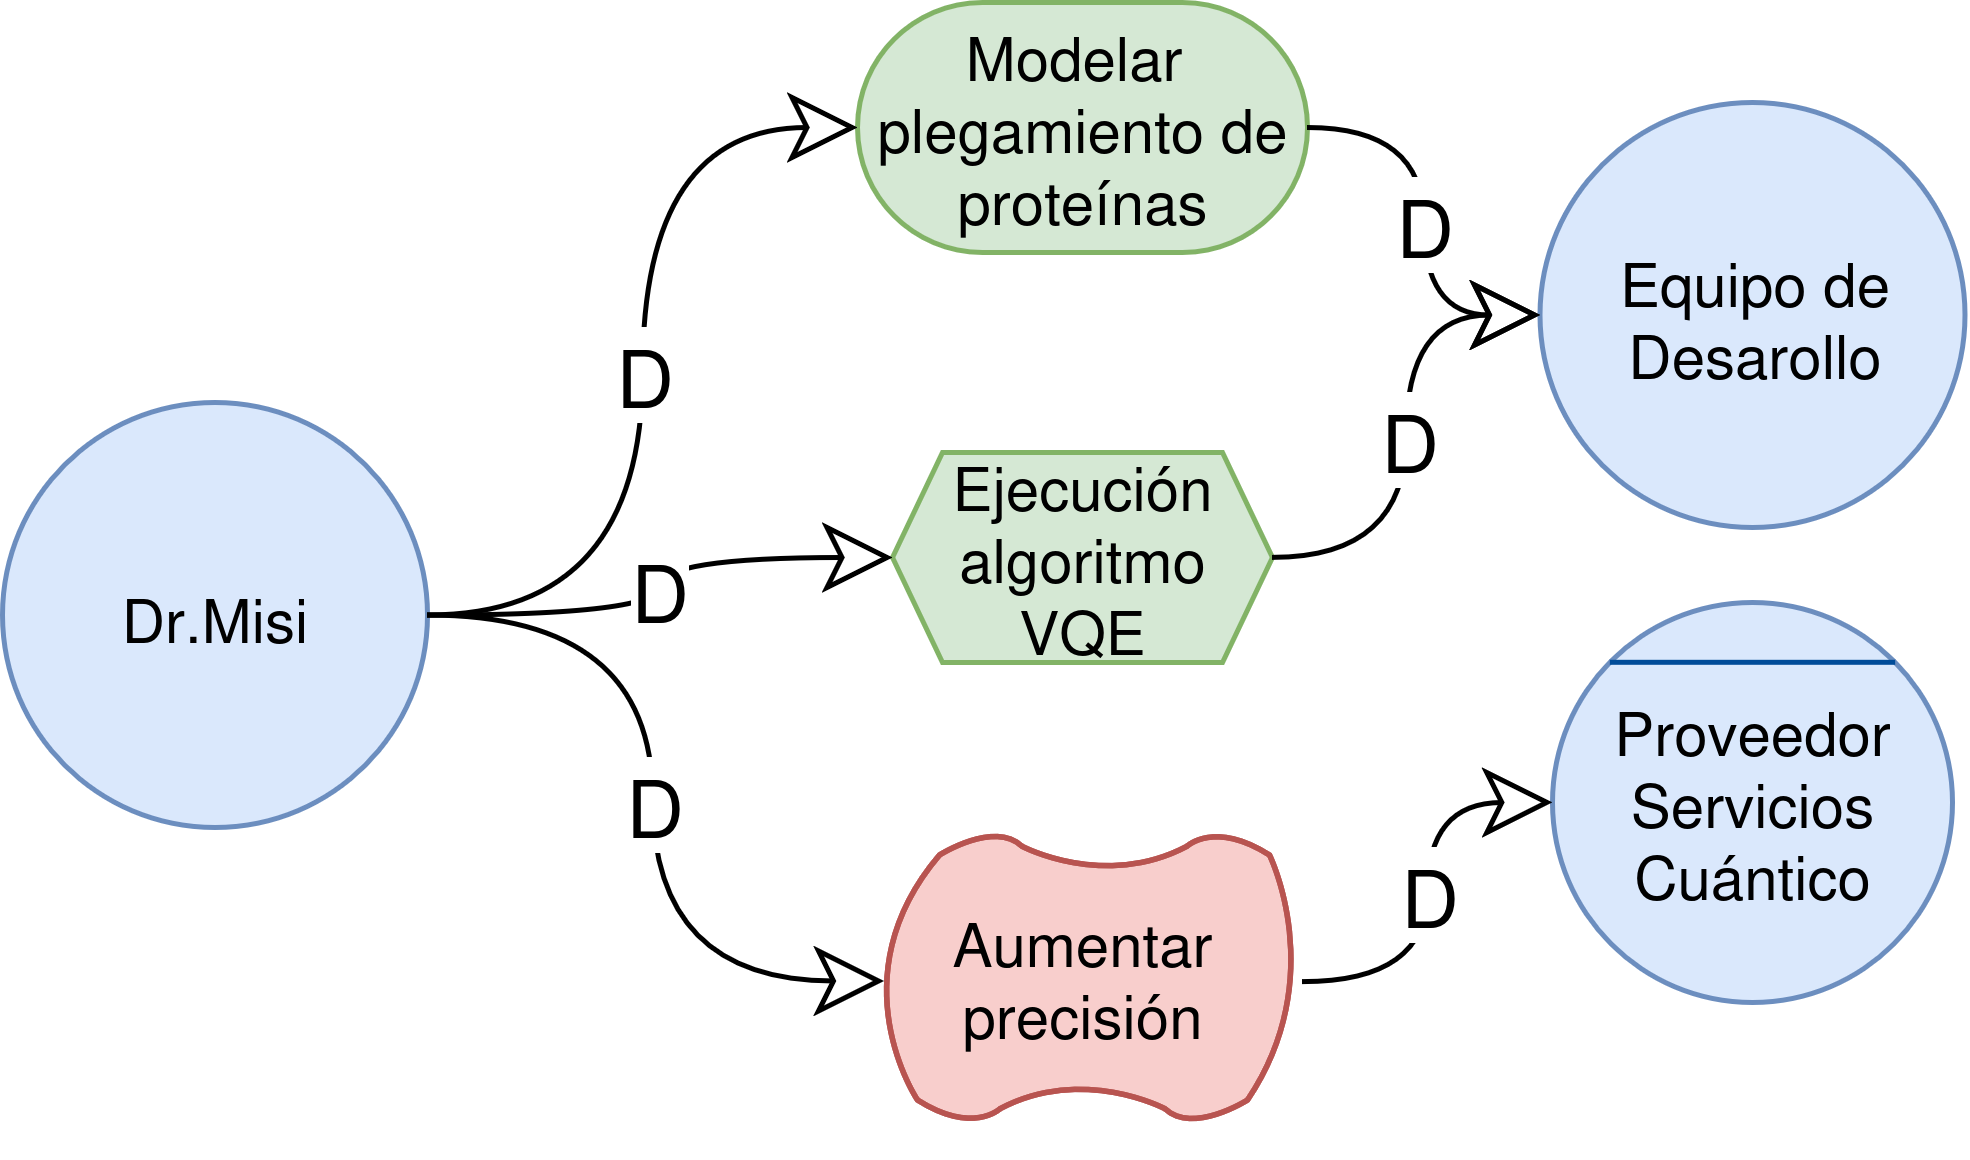 Modelar
plegamiento de
proteínas
D
Equipo de
Desarollo
D
D
Ejecución
algoritmo
VQE
D
Dr.Misi
D
Proveedor
Servicios
Cuántico
D
Aumentar
precisión